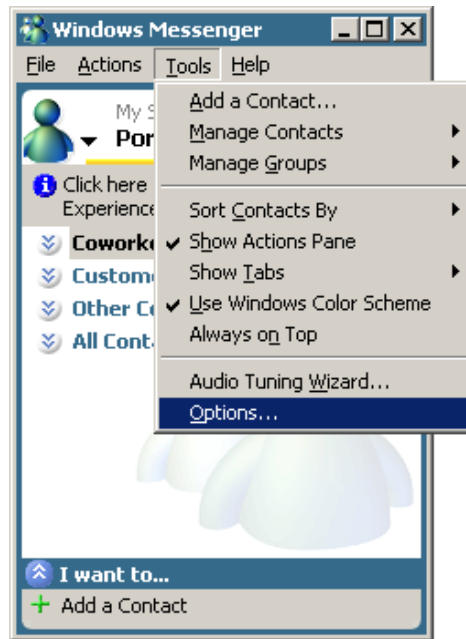 Windows Messenger
File Actions Tools Help
My S
Por
Click here
Experience
Coworke
Custome
Other Co
All Cont
Add a Contact...
Manage Contacts
Manage Groups
Sort Contacts By
Show Actions Pane
Show Tabs
Use Windows Color Scheme
Always on Top
Audio Tuning Wizard...
Options...
I want to...
Add a Contact